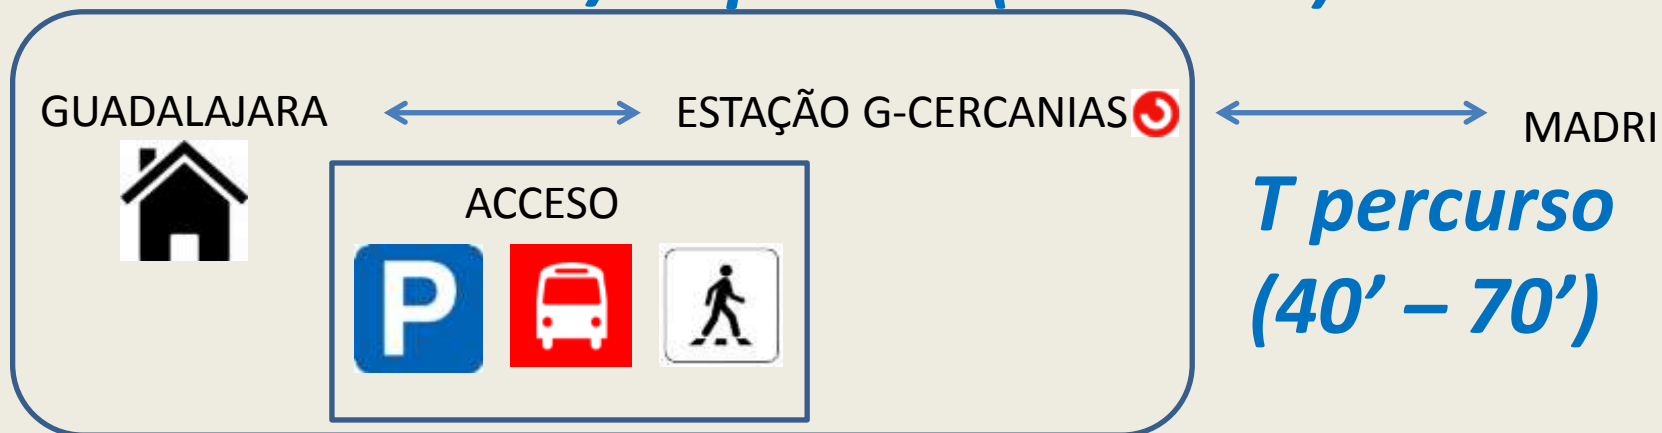 GUADALAJARA
ESTAÇÃO G-CERCANIAS
MADRI
ACCESO
P
T percurso
(40’ – 70’)